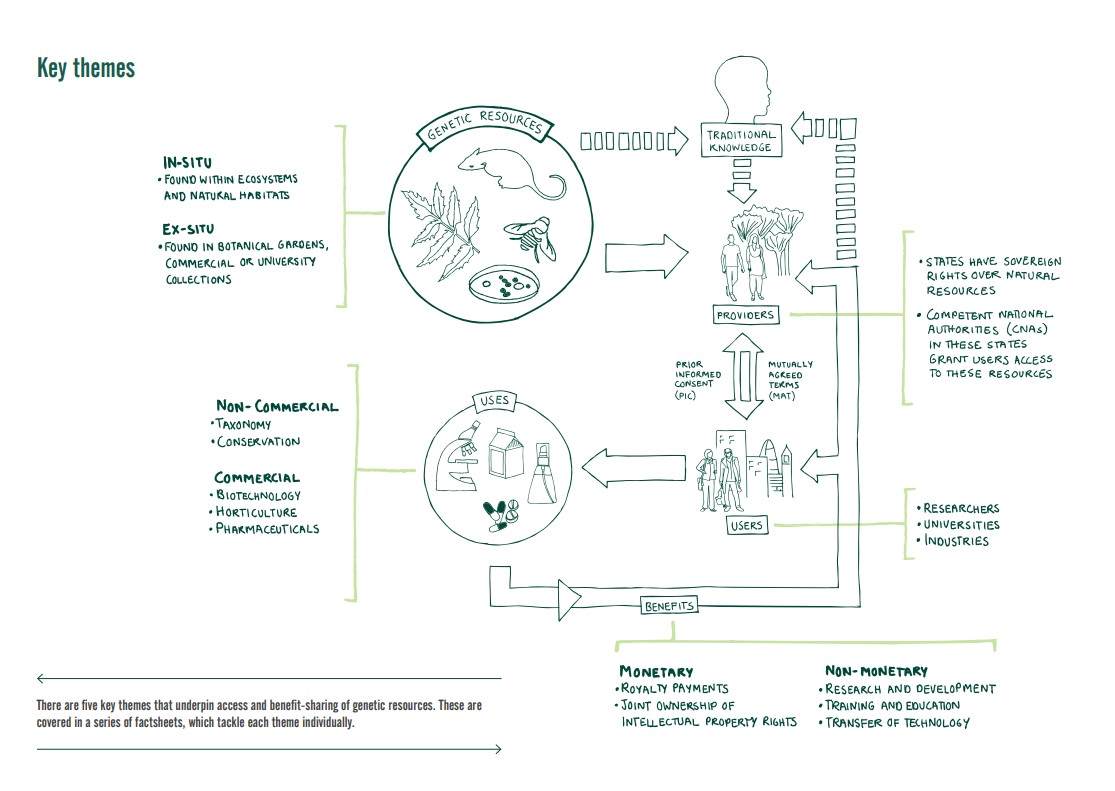 Key themes
GENETIC RESOURCES
TRADITIONAL
KNOWLEDGE
IN-SITU
• FOUND WITHIN ECOSYSTEMS
AND NATURAL HABITATS
EX-SITU
• FOUND IN BOTANICAL GARDENS,
COMMERCIAL OR UNIVERSITY
COLLECTIONS
PROVIDERS
• STATES HAVE SOVEREIGN
RIGHTS OVER NATURAL
RESOURCES
• COMPETENT NATIONAL
AUTHORITIES (CNAs)
IN THESE STATES
GRANT USERS ACCESS
TO THESE RESOURCES
PRIOR
INFORMED
CONSENT
(PIC)
MUTUALLY
AGREED
TERMS
(MAT)
NON-COMMERCIAL
• TAXONOMY
• CONSERVATION
COMMERCIAL
• BIOTECHNOLOGY
• HORTICULTURE
• PHARMACEUTICALS
USES
USERS
• RESEARCHERS
• UNIVERSITIES
• INDUSTRIES
BENEFITS
MONETARY
• ROYALTY PAYMENTS
• JOINT OWNERSHIP OF
INTELLECTUAL PROPERTY RIGHTS
NON-MONETARY
• RESEARCH AND DEVELOPMENT
• TRAINING AND EDUCATION
• TRANSFER OF TECHNOLOGY
There are five key themes that underpin access and benefit-sharing of genetic resources. These are
covered in a series of factsheets, which tackle each theme individually.